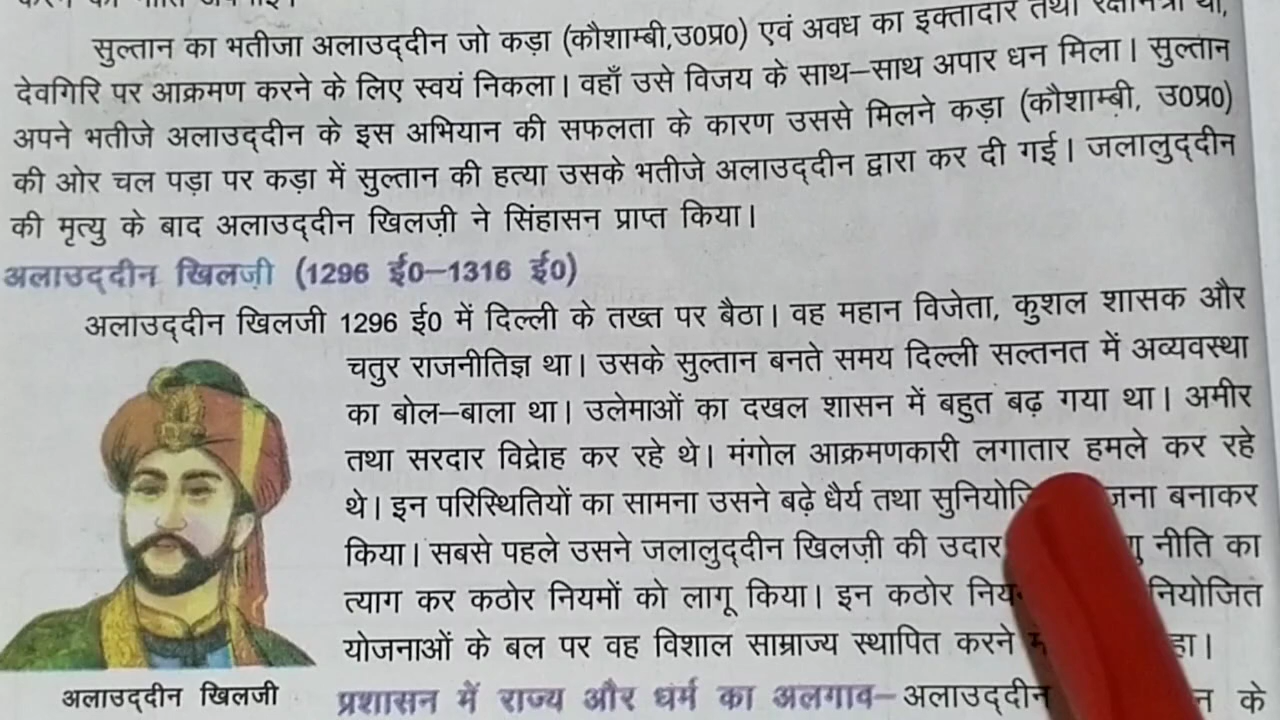 सुल्तान का भतीजा अलाउद्दीन जो कड़ा (कौशाम्बी,उ0प्र0) एवं अवध का इक्तादार तथा था,
देवगिरि पर आक्रमण करने के लिए स्वयं निकला। वहाँ उसे विजय के साथ–साथ अपार धन मिला। सुल्तान
अपने भतीजे अलाउद्दीन के इस अभियान की सफलता के कारण उससे मिलने कड़ा (कौशाम्बी, उ0प्र0)
की ओर चल पड़ा पर कड़ा में सुल्तान की हत्या उसके भतीजे अलाउद्दीन द्वारा कर दी गई। जलालुद्दीन
की मृत्यु के बाद अलाउद्दीन खिलज़ी ने सिंहासन प्राप्त किया।
अलाउद्दीन खिलज़ी (1296 ई0–1316 ई0)
अलाउद्दीन खिलजी 1296 ई0 में दिल्ली के तख्त पर बैठा। वह महान विजेता, कुशल शासक और
चतुर राजनीतिज्ञ था। उसके सुल्तान बनते समय दिल्ली सल्तनत में अव्यवस्था
का बोल–बाला था। उलेमाओं का दखल शासन में बहुत बढ़ गया था। अमीर
तथा सरदार विद्रोह कर रहे थे। मंगोल आक्रमणकारी लगातार हमले कर रहे
थे। इन परिस्थितियों का सामना उसने बढ़े धैर्य तथा बनाकर
किया। सबसे पहले उसने जलालुद्दीन खिलज़ी की उदार नीति का
त्याग कर कठोर नियमों को लागू किया। इन कठोर
योजनाओं के बल पर वह विशाल साम्राज्य स्थापित करने
अलाउद्दीन खिलजी
प्रशासन में राज्य और धर्म का अलगाव– अलाउद्दीन के